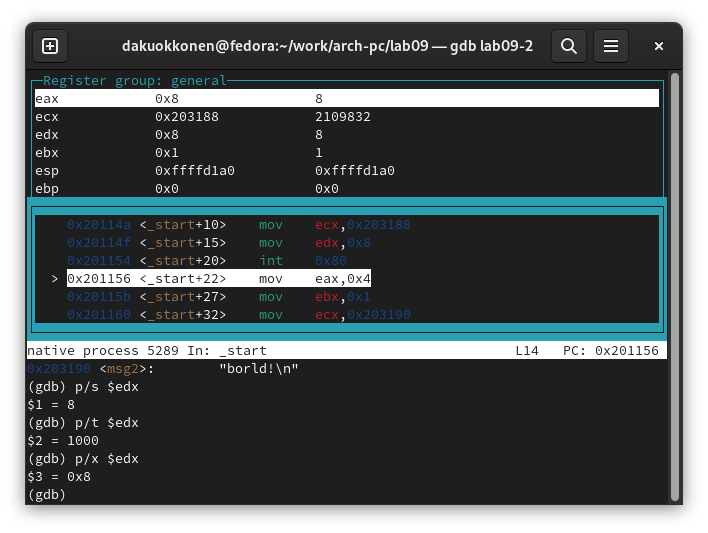 dakuokkonen@fedora:~/work/arch-pc/lab09 — gdb lab09-2
Register group: general
eax 0x8 8
ecx 0x203188 2109832
edx 0x8 8
ebx 0x1 1
esp 0xffffd1a0 0xffffd1a0
ebp 0x0 0x0
0x20114a <_start+10> mov ecx,0x203188
0x20114f <_start+15> mov edx,0x8
0x201154 <_start+20> int 0x80
> 0x201156 <_start+22> mov eax,0x4
0x20115b <_start+27> mov ebx,0x1
0x201160 <_start+32> mov ecx,0x203190
native process 5289 In: _start L14 PC: 0x201156
0x203190 <msg2>: "borld!\n"
(gdb) p/s $edx
$1 = 8
(gdb) p/t $edx
$2 = 1000
(gdb) p/x $edx
$3 = 0x8
(gdb)